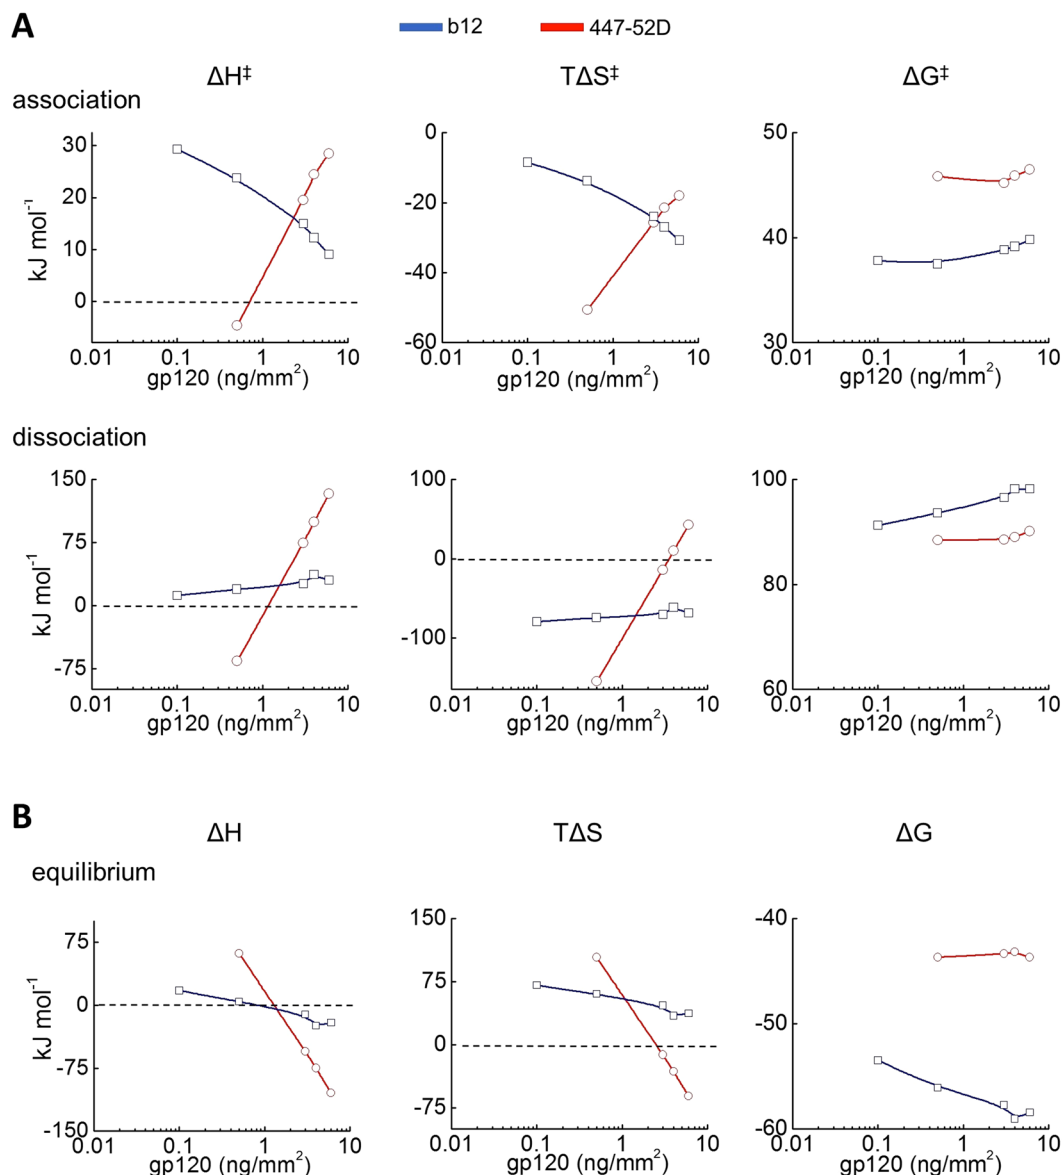 A
b12 447-52D
ΔH‡ TΔS‡ ΔG‡
association
kJ mol⁻¹
30
20
10
0
0.01 0.1 1 10
gp120 (ng/mm²)
0
-20
-40
-60
0.01 0.1 1 10
gp120 (ng/mm²)
50
40
30
0.01 0.1 1 10
gp120 (ng/mm²)
dissociation
kJ mol⁻¹
150
75
0
-75
0.01 0.1 1 10
gp120 (ng/mm²)
100
0
-100
0.01 0.1 1 10
gp120 (ng/mm²)
100
80
60
0.01 0.1 1 10
gp120 (ng/mm²)
B
ΔH TΔS ΔG
equilibrium
kJ mol⁻¹
75
0
-75
-150
0.01 0.1 1 10
gp120 (ng/mm²)
150
75
0
-75
0.01 0.1 1 10
gp120 (ng/mm²)
-40
-50
-60
0.01 0.1 1 10
gp120 (ng/mm²)